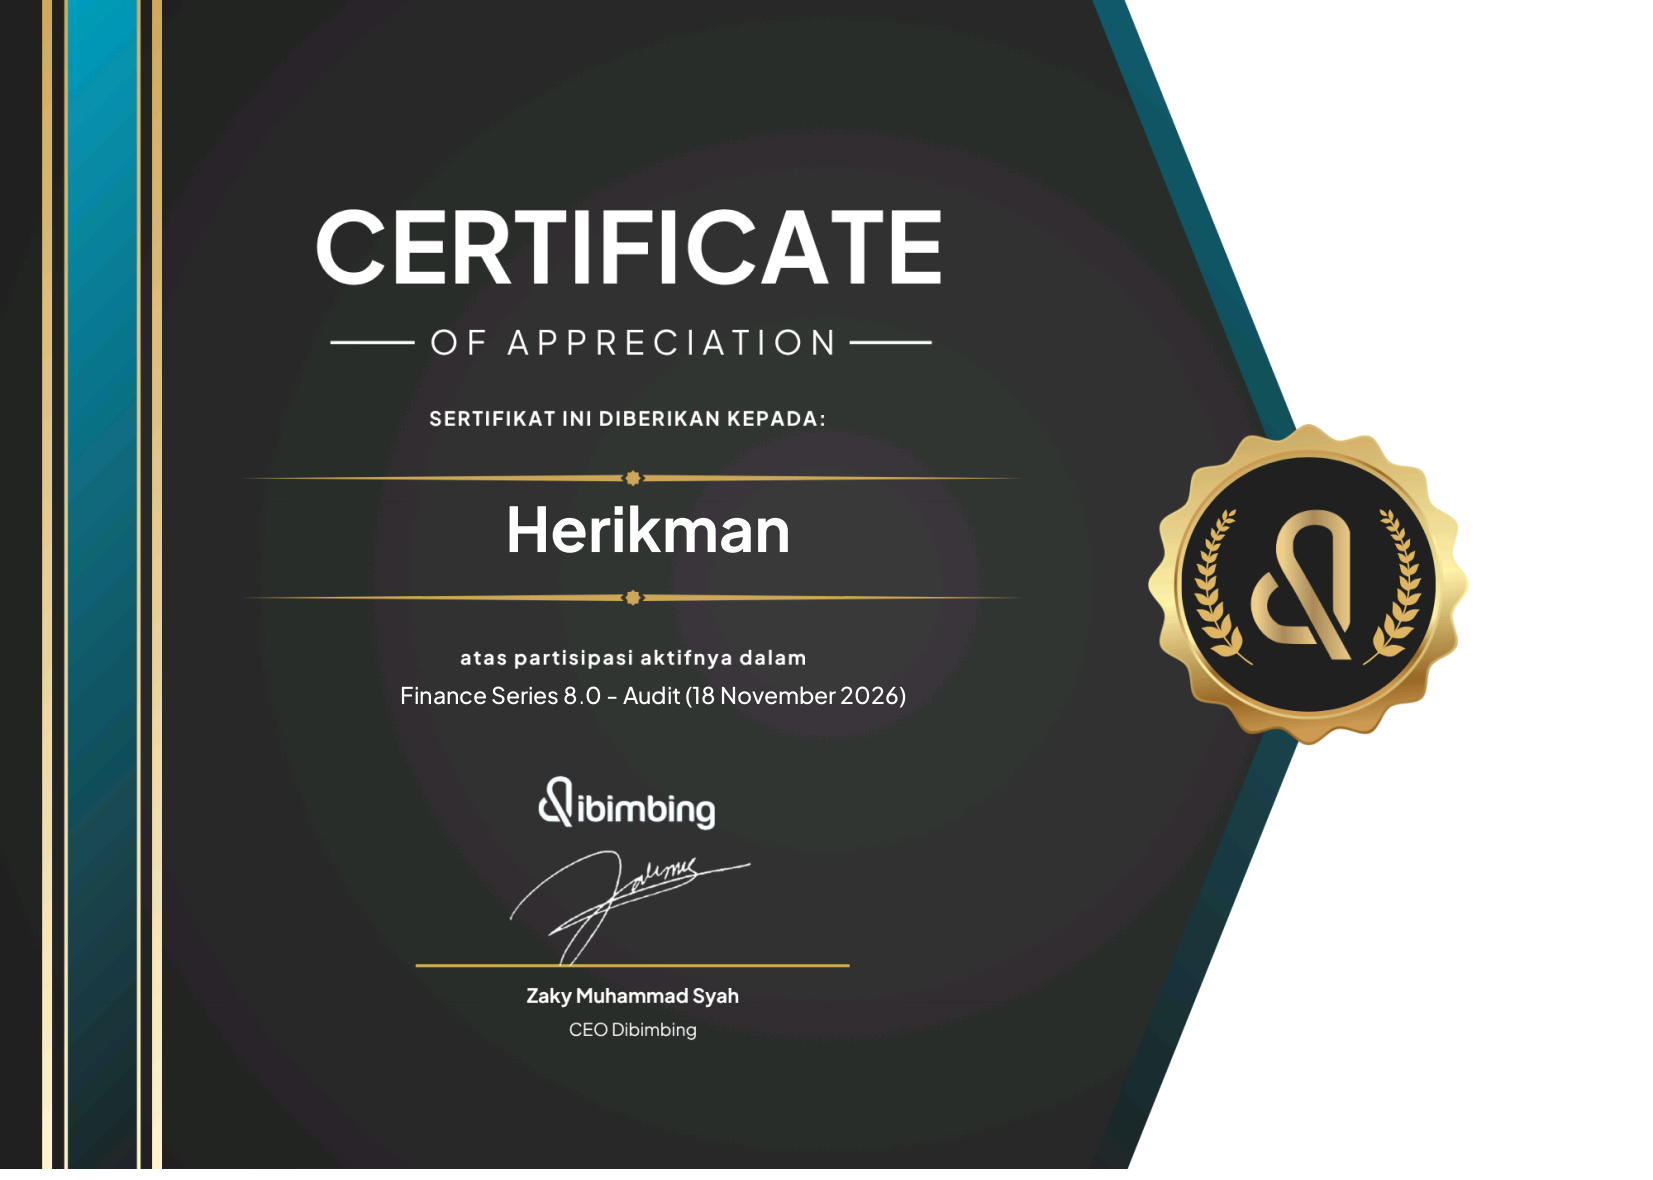 CERTIFICATE
OF APPRECIATION
SERTIFIKAT INI DIBERIKAN KEPADA:
Herikman
atas partisipasi aktifnya dalam
Finance Series 8.0 - Audit (18 November 2026)
dibimbing
Zaky Muhammad Syah
CEO Dibimbing